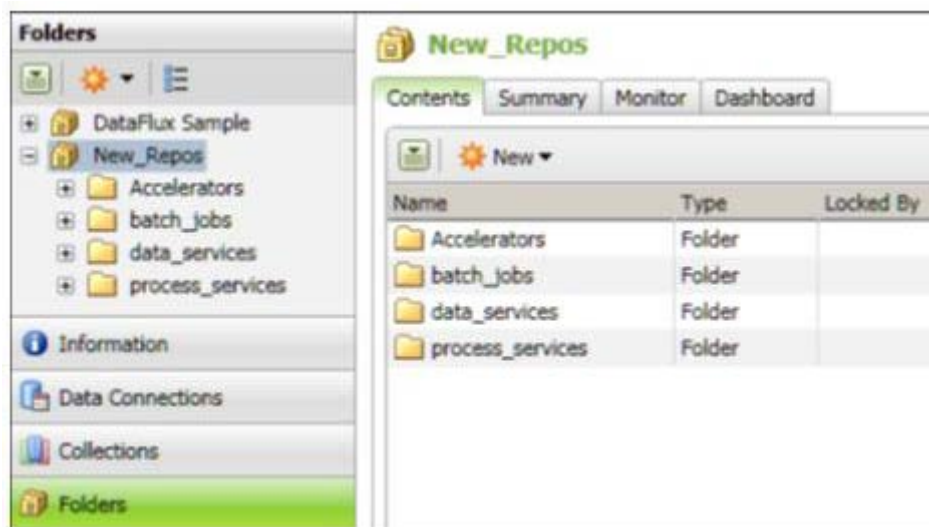 Folders
DataFlux Sample
New_Repos
Accelerators
batch_jobs
data_services
process_services
Information
Data Connections
Collections
Folders
New_Repos
Contents Summary Monitor Dashboard
New
Name Type Locked By
Accelerators Folder
batch_jobs Folder
data_services Folder
process_services Folder